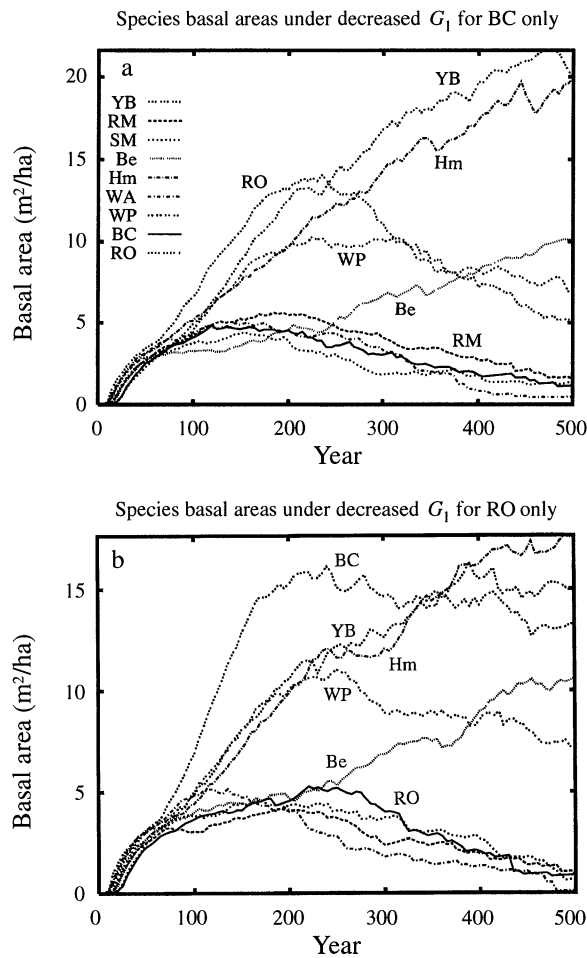 Species basal areas under decreased G_I for BC only
a
20
15
10
5
0
Basal area (m²/ha)
YB
RM
SM
Be
Hm
WA
WP
BC
RO
YB
Hm
RO
WP
Be
RM
0 100 200 300 400 500
Year
Species basal areas under decreased G_I for RO only
b
15
10
5
0
Basal area (m²/ha)
BC
YB
Hm
WP
Be
RO
0 100 200 300 400 500
Year